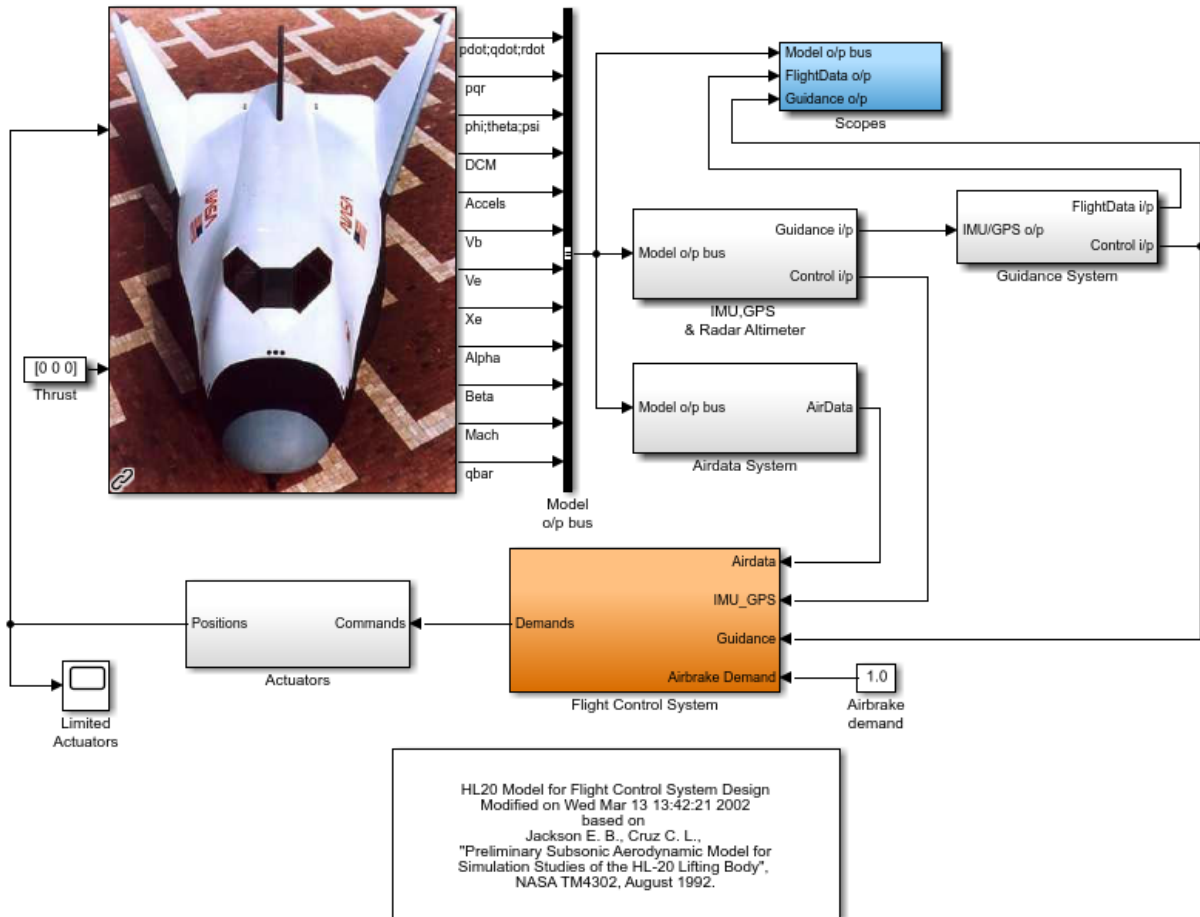 pdot;qdot;rdot
pqr
phi;theta;psi
DCM
Accels
Vb
Ve
Xe
Alpha
Beta
Mach
qbar
Model
o/p bus
NASA
NASA
[0 0 0]
Thrust
Model o/p bus
FlightData o/p
Guidance o/p
Scopes
Model o/p bus
Guidance i/p
Control i/p
IMU,GPS
& Radar Altimeter
IMU/GPS o/p
FlightData i/p
Control i/p
Guidance System
Model o/p bus
AirData
Airdata System
Airdata
IMU_GPS
Guidance
Airbrake Demand
Demands
Flight Control System
1.0
Airbrake
demand
Positions
Commands
Actuators
Limited
Actuators
HL20 Model for Flight Control System Design
Modified on Wed Mar 13 13:42:21 2002
based on
Jackson E. B., Cruz C. L.,
"Preliminary Subsonic Aerodynamic Model for
Simulation Studies of the HL-20 Lifting Body",
NASA TM4302, August 1992.